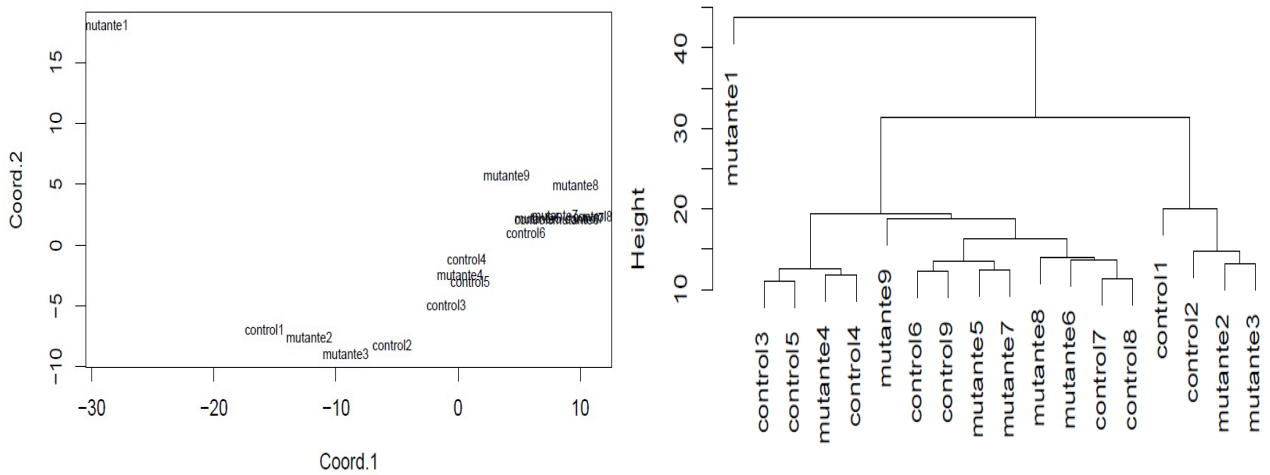 mutante1
mutante9
mutante8
mutante7
control8
control6
control4
mutante4
control5
control3
control1
mutante2
mutante3
control2
Coord.2
15
10
5
0
−5
−10
−30
−20
−10
0
10
Coord.1
Height
40
30
20
10
mutante1
control3
control5
mutante4
control4
mutante9
control6
control9
mutante5
mutante7
mutante8
mutante6
control7
control8
control1
control2
mutante2
mutante3